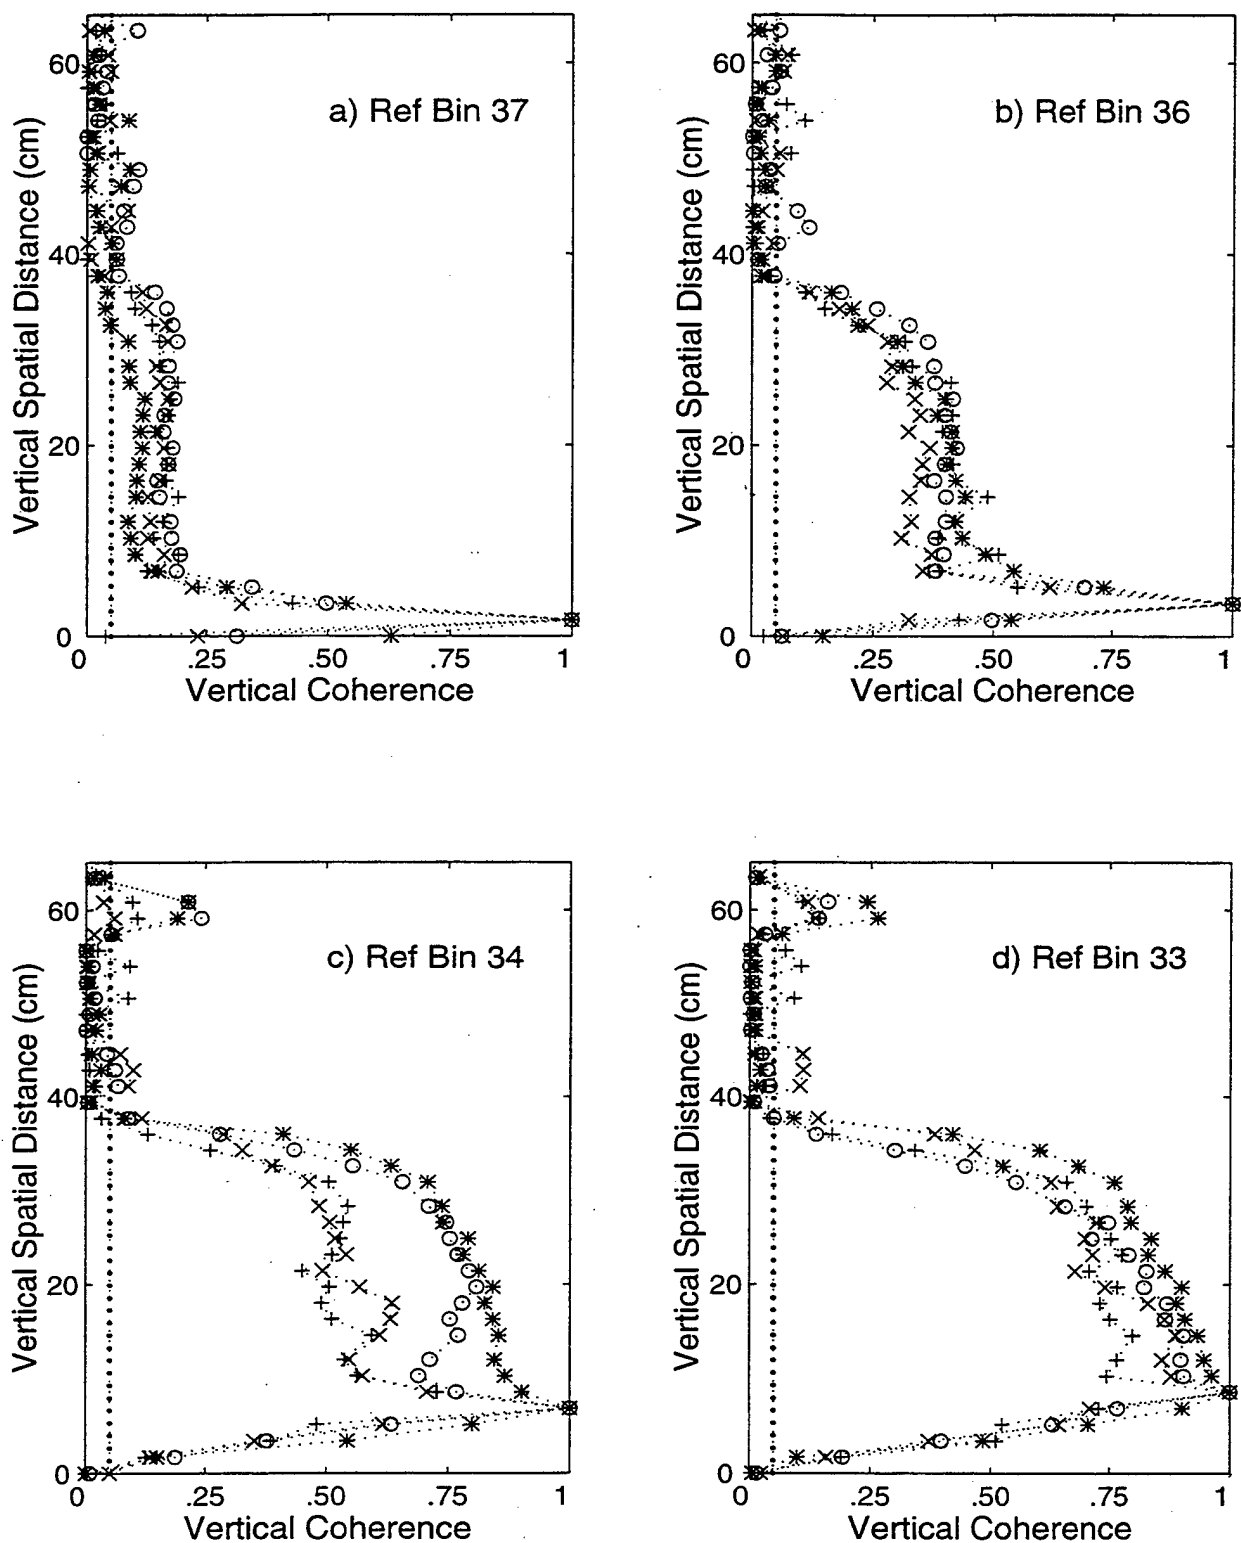 60
40
20
0
Vertical Spatial Distance (cm)
a) Ref Bin 37
0 .25 .50 .75 1
Vertical Coherence
60
40
20
0
Vertical Spatial Distance (cm)
b) Ref Bin 36
0 .25 .50 .75 1
Vertical Coherence
60
40
20
0
Vertical Spatial Distance (cm)
c) Ref Bin 34
0 .25 .50 .75 1
Vertical Coherence
60
40
20
0
Vertical Spatial Distance (cm)
d) Ref Bin 33
0 .25 .50 .75 1
Vertical Coherence